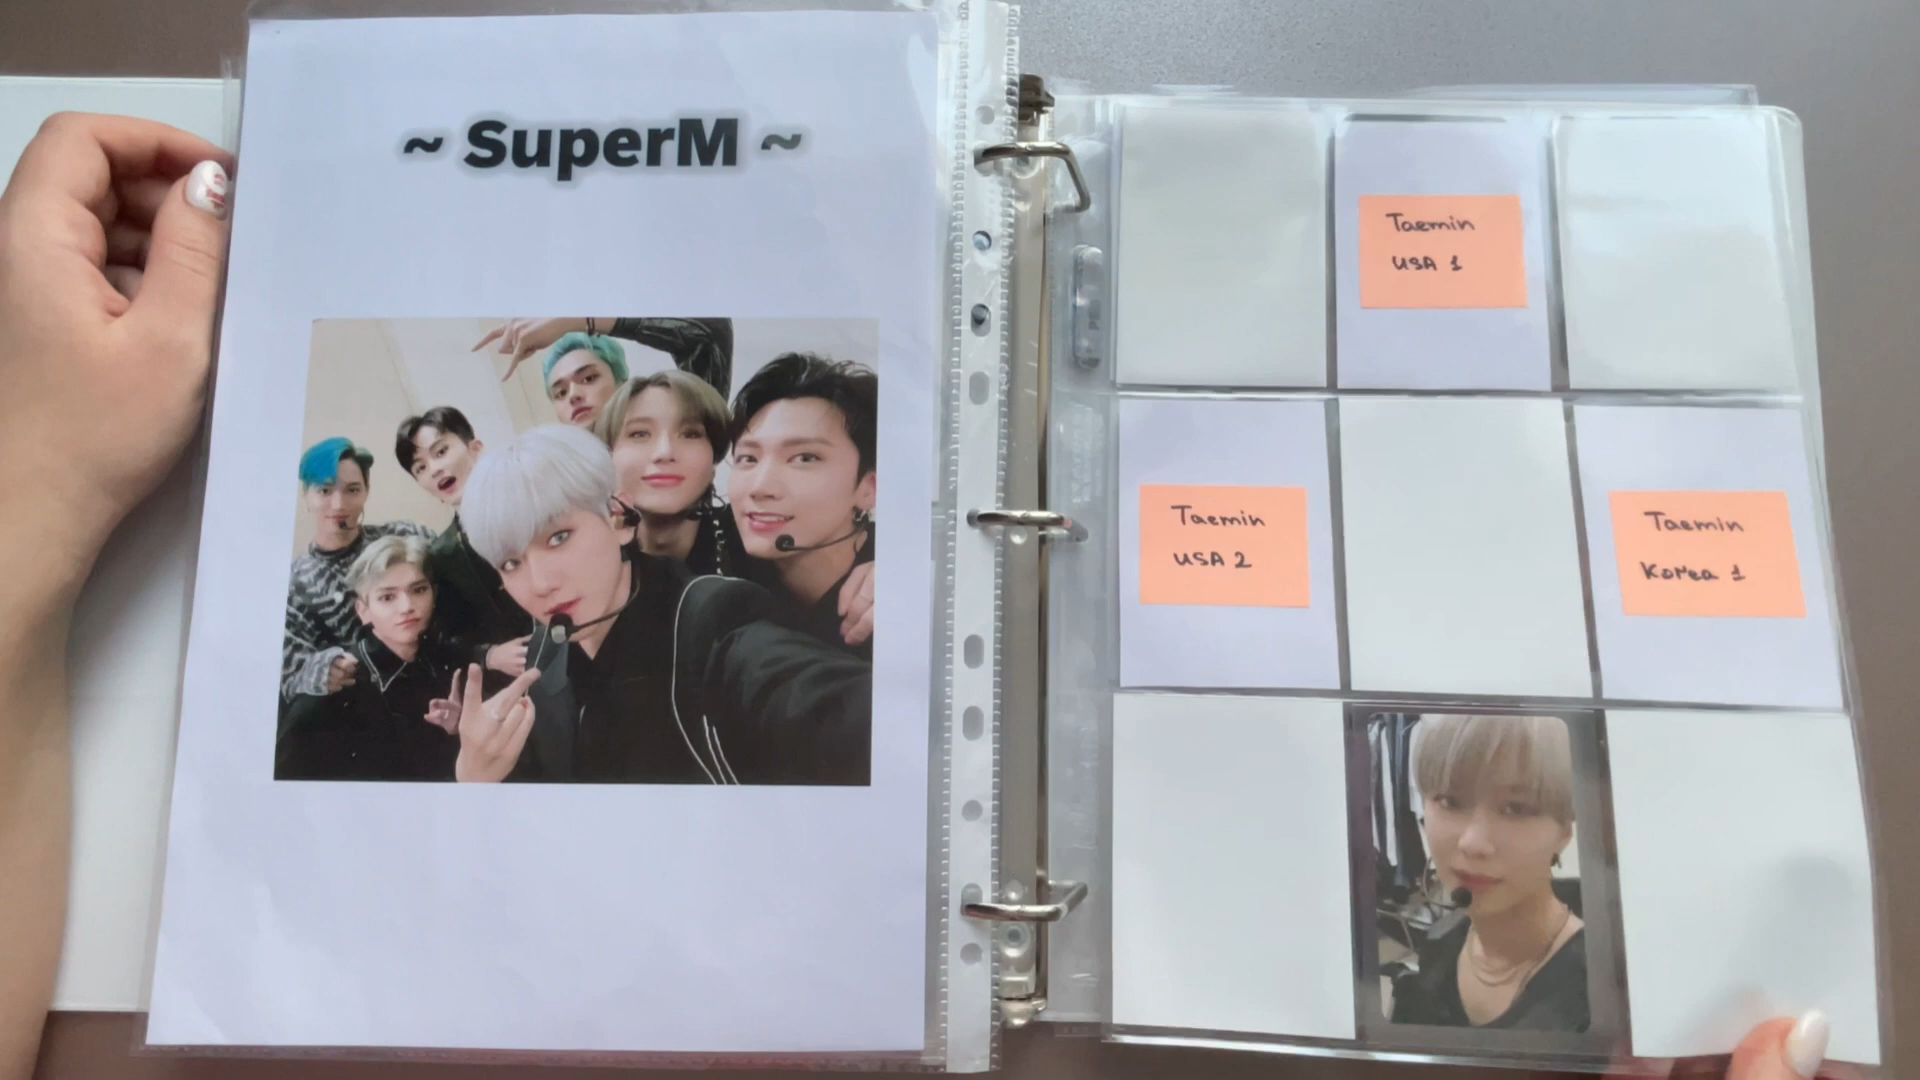 ~ SuperM ~
Taemin
USA 1
Taemin
USA 2
Taemin
Korea 1